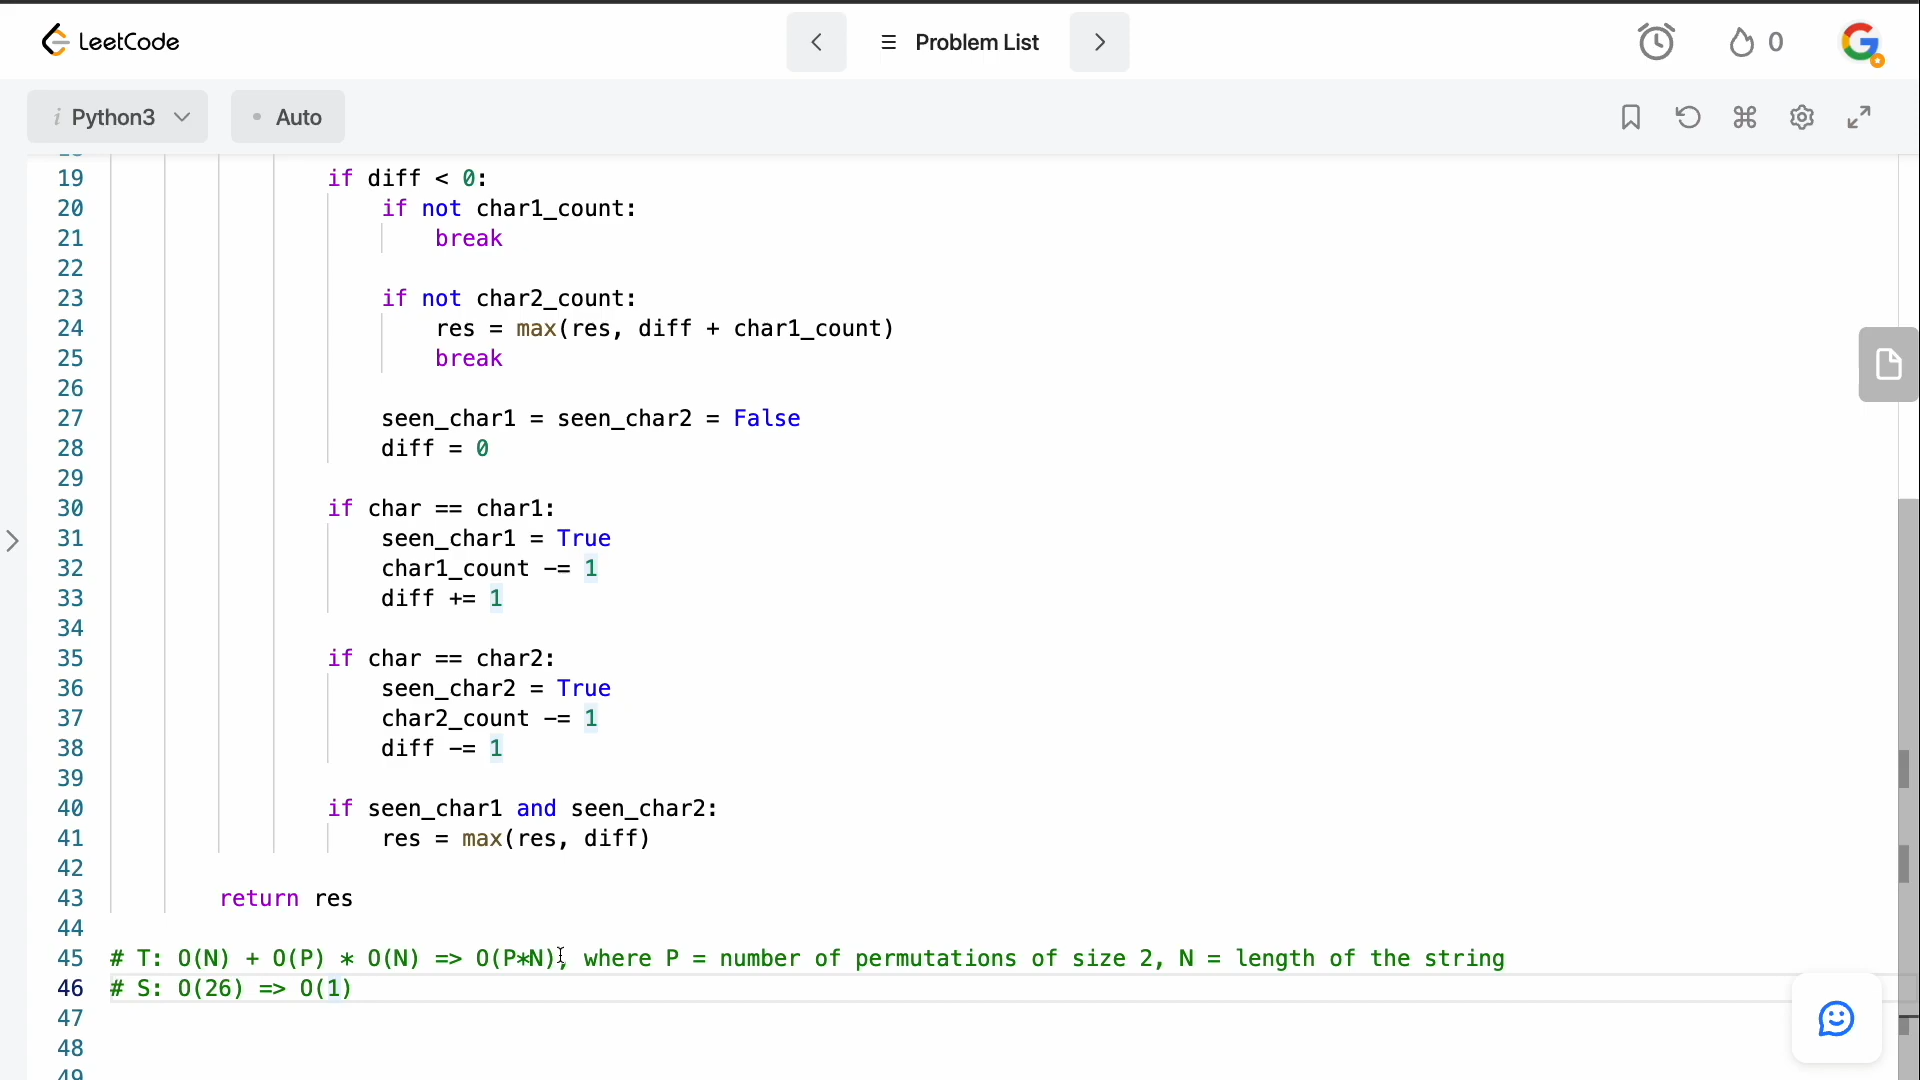 LeetCode
Problem List
0
i Python3
Auto
19 if diff < 0:
20 if not char1_count:
21 break
22
23 if not char2_count:
24 res = max(res, diff + char1_count)
25 break
26
27 seen_char1 = seen_char2 = False
28 diff = 0
29
30 if char == char1:
31 seen_char1 = True
32 char1_count -= 1
33 diff += 1
34
35 if char == char2:
36 seen_char2 = True
37 char2_count -= 1
38 diff -= 1
39
40 if seen_char1 and seen_char2:
41 res = max(res, diff)
42
43 return res
44
45 # T: O(N) + O(P) * O(N) => O(P*N), where P = number of permutations of size 2, N = length of the string
46 # S: O(26) => O(1)
47
48
49